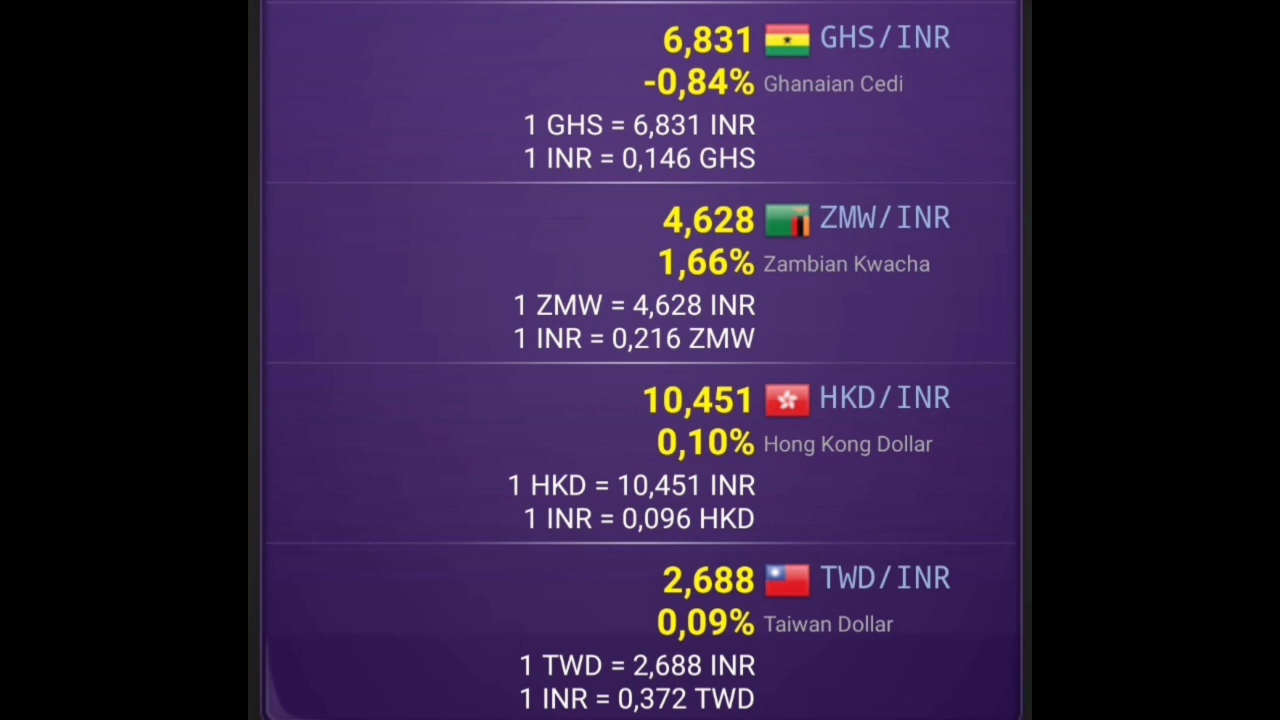 6,831 GHS/INR
-0,84% Ghanaian Cedi
1 GHS = 6,831 INR
1 INR = 0,146 GHS
4,628 ZMW/INR
1,66% Zambian Kwacha
1 ZMW = 4,628 INR
1 INR = 0,216 ZMW
10,451 HKD/INR
0,10% Hong Kong Dollar
1 HKD = 10,451 INR
1 INR = 0,096 HKD
2,688 TWD/INR
0,09% Taiwan Dollar
1 TWD = 2,688 INR
1 INR = 0,372 TWD